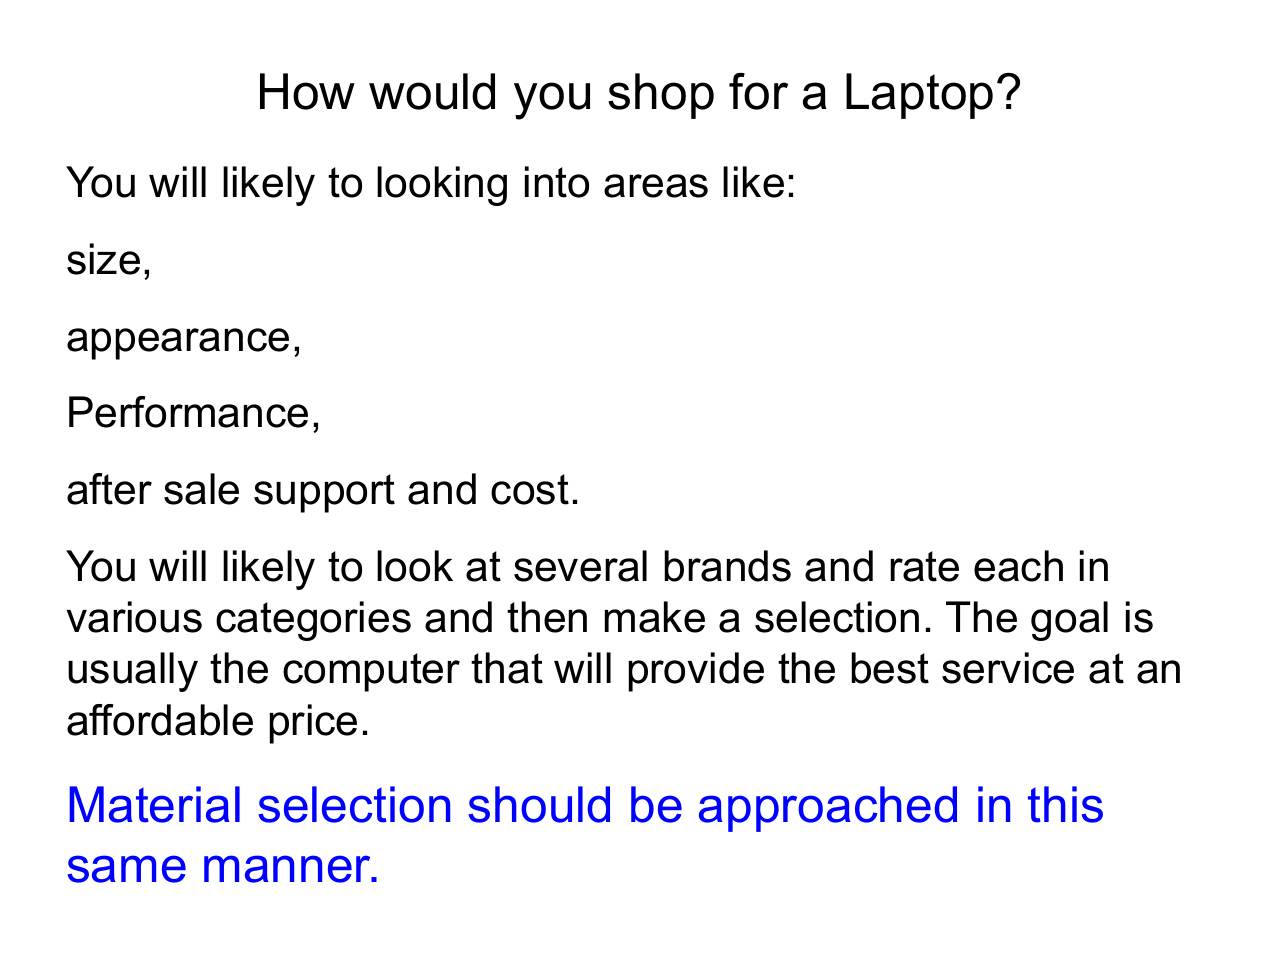 How would you shop for a Laptop?
You will likely to looking into areas like:
size,
appearance,
Performance,
after sale support and cost.
You will likely to look at several brands and rate each in
various categories and then make a selection. The goal is
usually the computer that will provide the best service at an
affordable price.
Material selection should be approached in this
same manner.